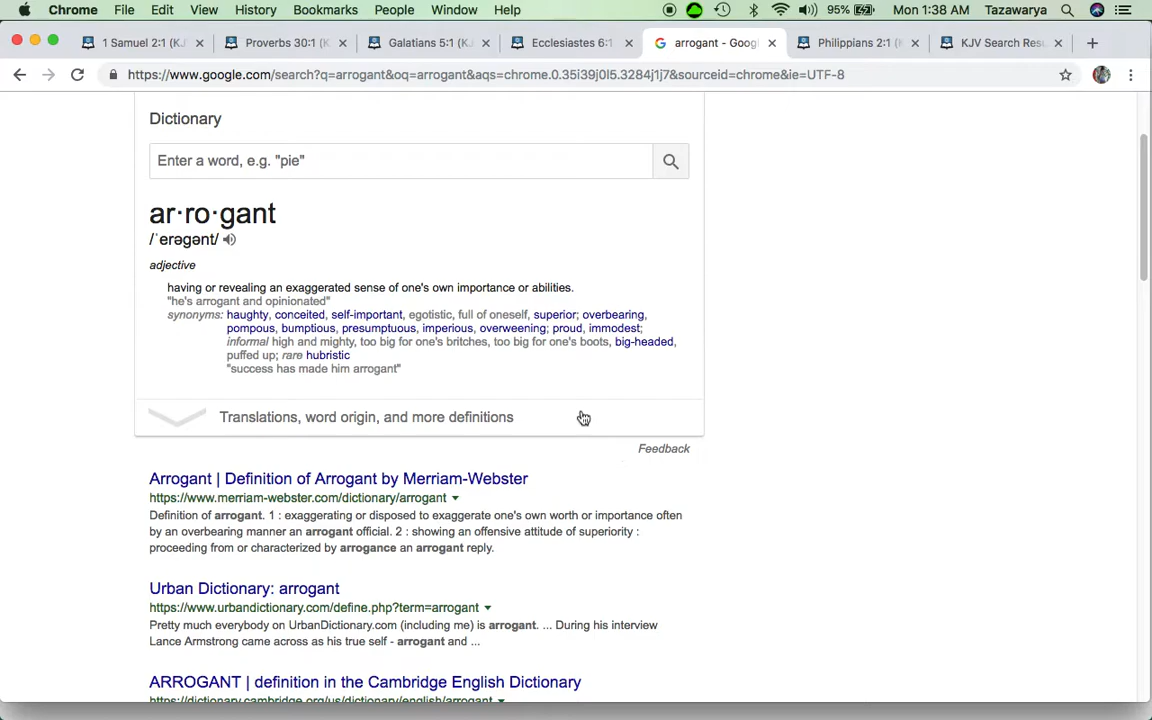 Chrome File Edit View History Bookmarks People Window Help 95% Mon 1:38 AM Tazawarya
1 Samuel 2:1 (KJ Proverbs 30:1 (K Galatians 5:1 (KJ Ecclesiastes 6:1 arrogant - Goog Philippians 2:1 ( KJV Search Resu
https://www.google.com/search?q=arrogant&oq=arrogant&aqs=chrome.0.35i39j0l5.3284j1j7&sourceid=chrome&ie=UTF-8
Dictionary
Enter a word, e.g. "pie"
ar·ro·gant
/ˈerəgənt/
adjective
having or revealing an exaggerated sense of one's own importance or abilities.
"he's arrogant and opinionated"
synonyms: haughty, conceited, self-important, egotistic, full of oneself, superior; overbearing,
pompous, bumptious, presumptuous, imperious, overweening; proud, immodest;
informal high and mighty, too big for one's britches, too big for one's boots, big-headed,
puffed up; rare hubristic
"success has made him arrogant"
Translations, word origin, and more definitions
Feedback
Arrogant | Definition of Arrogant by Merriam-Webster
https://www.merriam-webster.com/dictionary/arrogant
Definition of arrogant. 1 : exaggerating or disposed to exaggerate one's own worth or importance often
by an overbearing manner an arrogant official. 2 : showing an offensive attitude of superiority :
proceeding from or characterized by arrogance an arrogant reply.
Urban Dictionary: arrogant
https://www.urbandictionary.com/define.php?term=arrogant
Pretty much everybody on UrbanDictionary.com (including me) is arrogant. ... During his interview
Lance Armstrong came across as his true self - arrogant and ...
ARROGANT | definition in the Cambridge English Dictionary
https://dictionary.cambridge.org/us/dictionary/english/arrogant